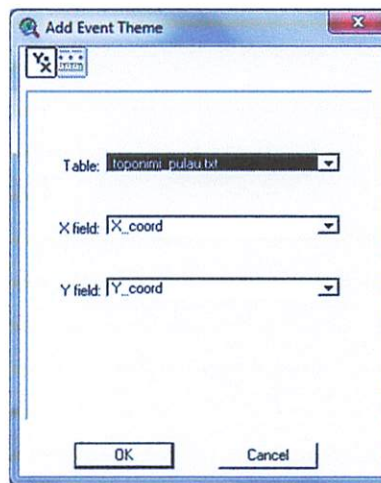 Add Event Theme
Table: toponimi_pulau.txt
X field: X_coord
Y field: Y_coord
OK Cancel